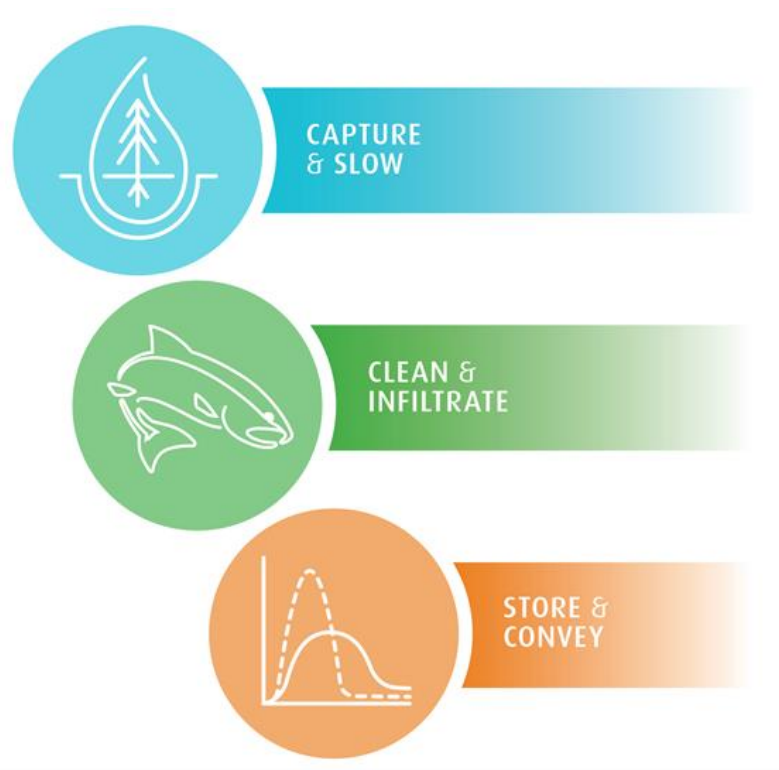 CAPTURE
& SLOW
CLEAN &
INFILTRATE
STORE &
CONVEY